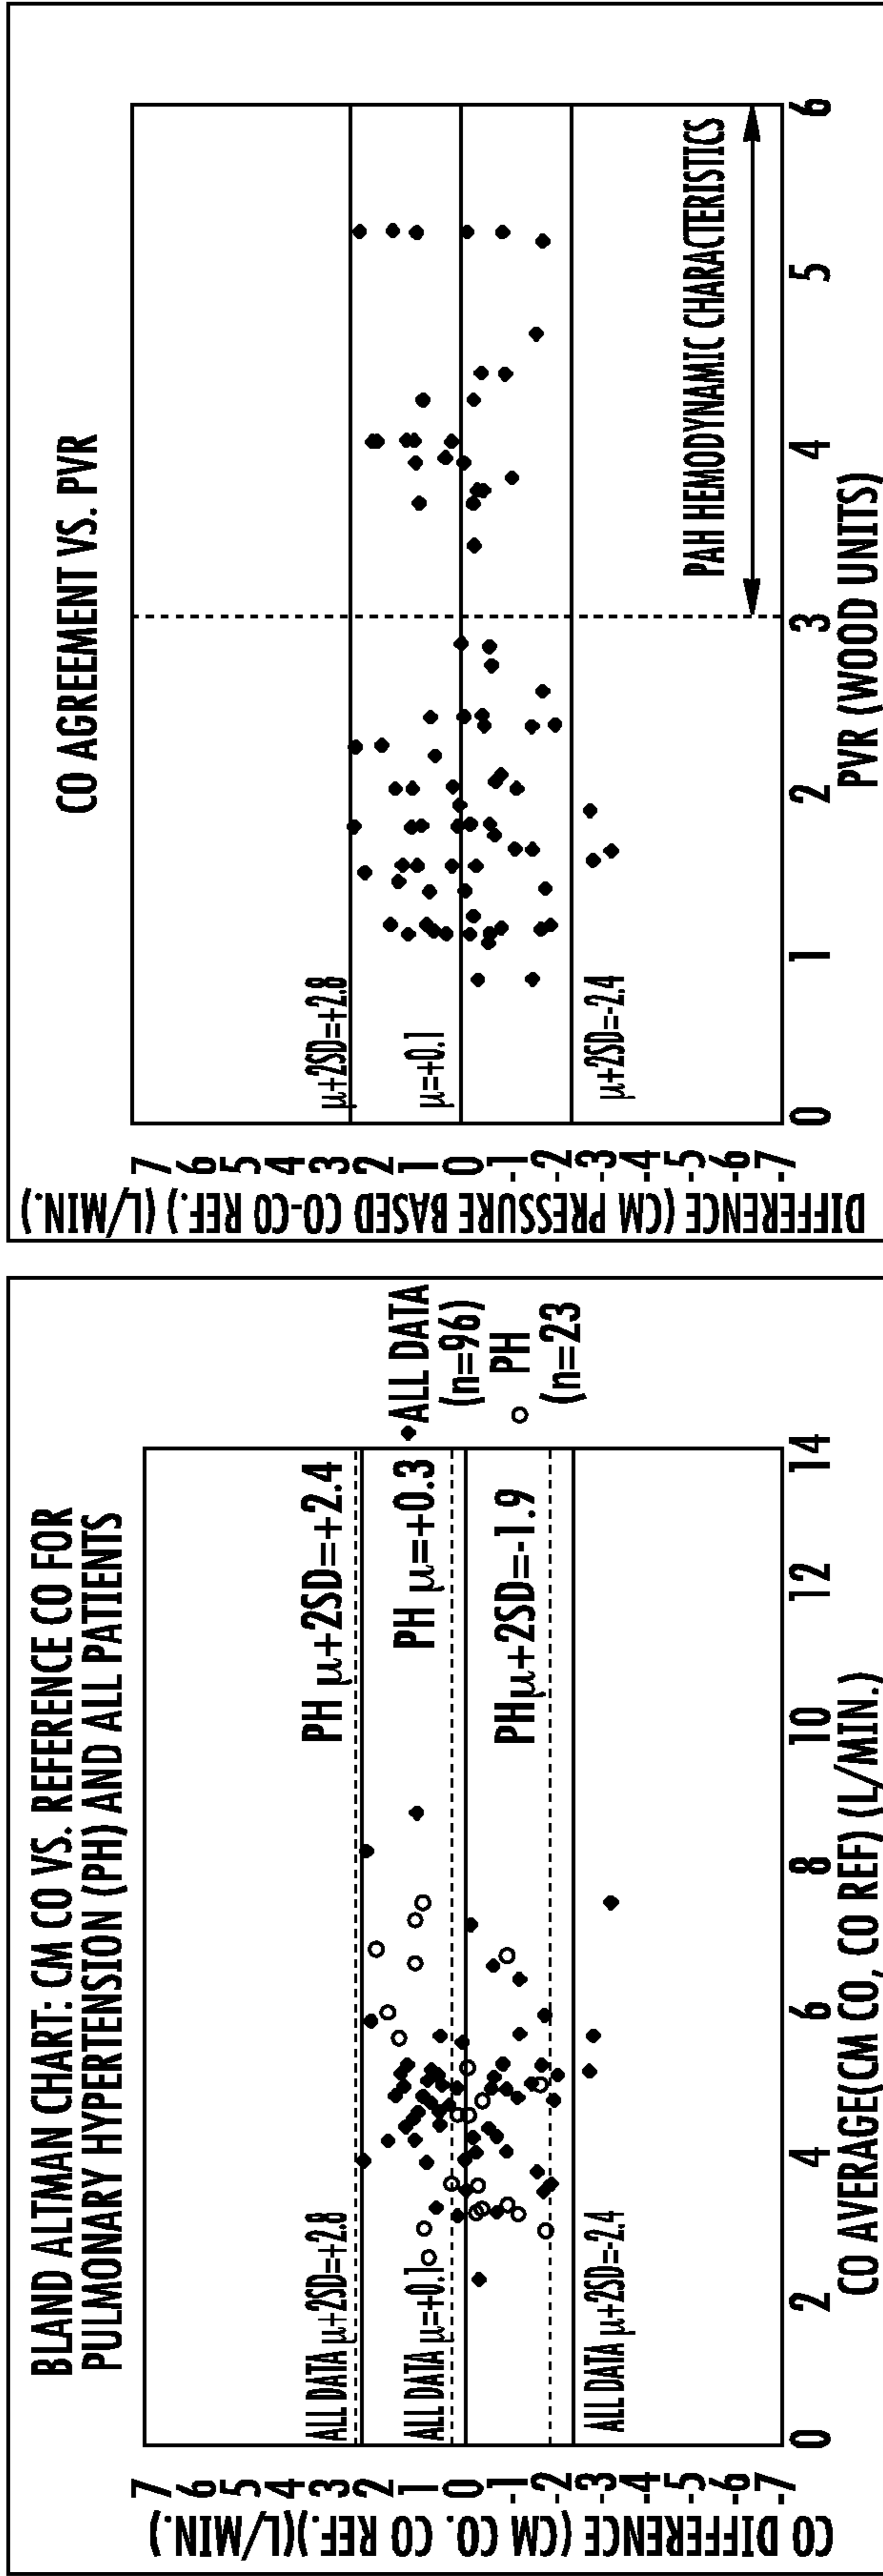 BLAND ALTMAN CHART: CM CO VS. REFERENCE CO FOR
PULMONARY HYPERTENSION (PH) AND ALL PATIENTS
CO DIFFERENCE (CM CO. CO REF.)(L/MIN.)
7
6
5
4
3
2
1
0
-1
-2
-3
-4
-5
-6
-7
ALL DATA μ+2SD=+2.8
ALL DATA μ=+0.1
ALL DATA μ+2SD=-2.4
PH μ+2SD=+2.4
PH μ=+0.3
PHμ+2SD=-1.9
ALL DATA
(n=96)
PH
(n=23
0 2 4 6 8 10 12 14
CO AVERAGE(CM CO, CO REF) (L/MIN.)
CO AGREEMENT VS. PVR
DIFFERENCE (CM PRESSURE BASED CO-CO REF.) (L/MIN.)
7
6
5
4
3
2
1
0
-1
-2
-3
-4
-5
-6
-7
μ+2SD=+2.8
μ=+0.1
μ+2SD=-2.4
PAH HEMODYNAMIC CHARACTERISTICS
0 1 2 3 4 5 6
PVR (WOOD UNITS)